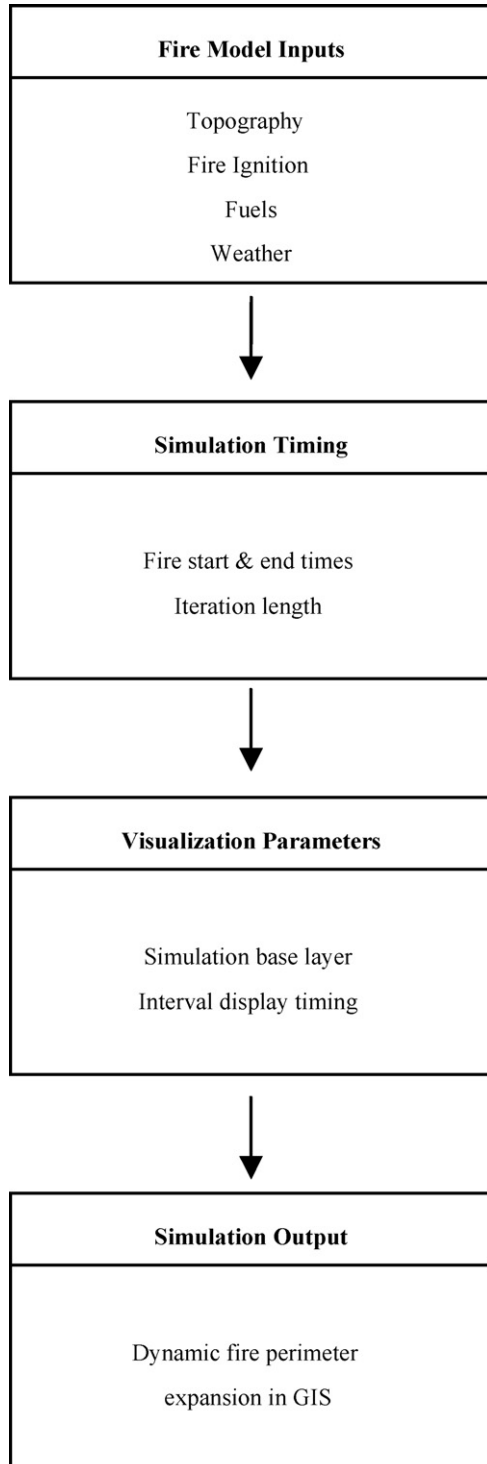 Fire Model Inputs
Topography
Fire Ignition
Fuels
Weather
Simulation Timing
Fire start & end times
Iteration length
Visualization Parameters
Simulation base layer
Interval display timing
Simulation Output
Dynamic fire perimeter
expansion in GIS